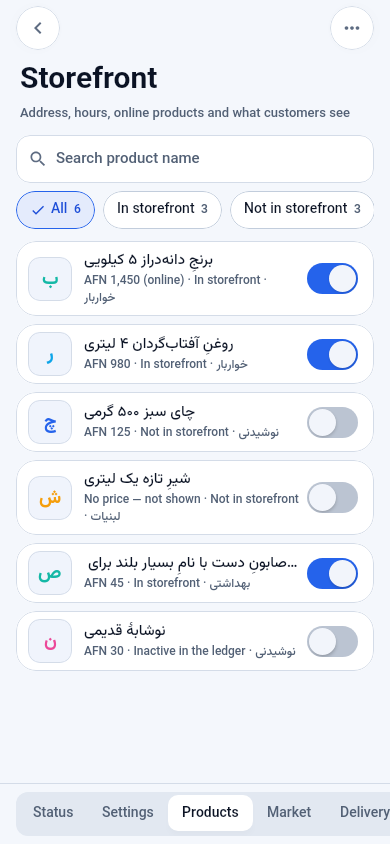 Storefront
Address, hours, online products and what customers see
Search product name
All 6
In storefront 3
Not in storefront 3
ب
برنجِ دانه‌دراز ۵ کیلویی
AFN 1,450 (online) · In storefront ·
خواربار
ر
روغنِ آفتاب‌گردان ۴ لیتری
AFN 980 · In storefront · خواربار
چ
چای سبز ۵۰۰ گرمی
AFN 125 · Not in storefront · نوشیدنی
ش
شیرِ تازه یک لیتری
No price — not shown · Not in storefront
· لبنیات
ص
صابونِ دست با نامِ بسیار بلند برای…
AFN 45 · In storefront · بهداشتی
ن
نوشابهٔ قدیمی
AFN 30 · Inactive in the ledger · نوشیدنی
Status
Settings
Products
Market
Delivery